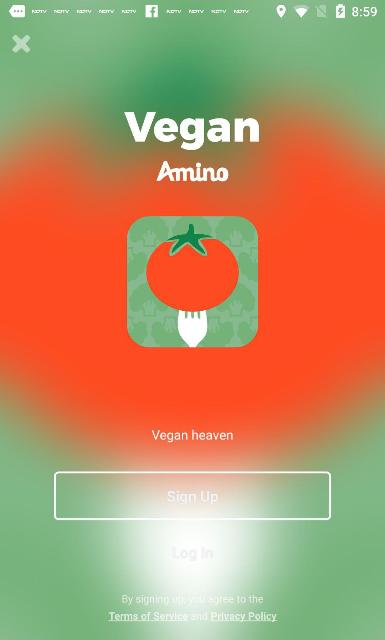 NDTV NDTV NDTV NDTV NDTV NDTV NDTV NDTV NDTV 8:59
Vegan
Amino
Vegan heaven
Sign Up
Log In
By signing up, you agree to the
Terms of Service and Privacy Policy